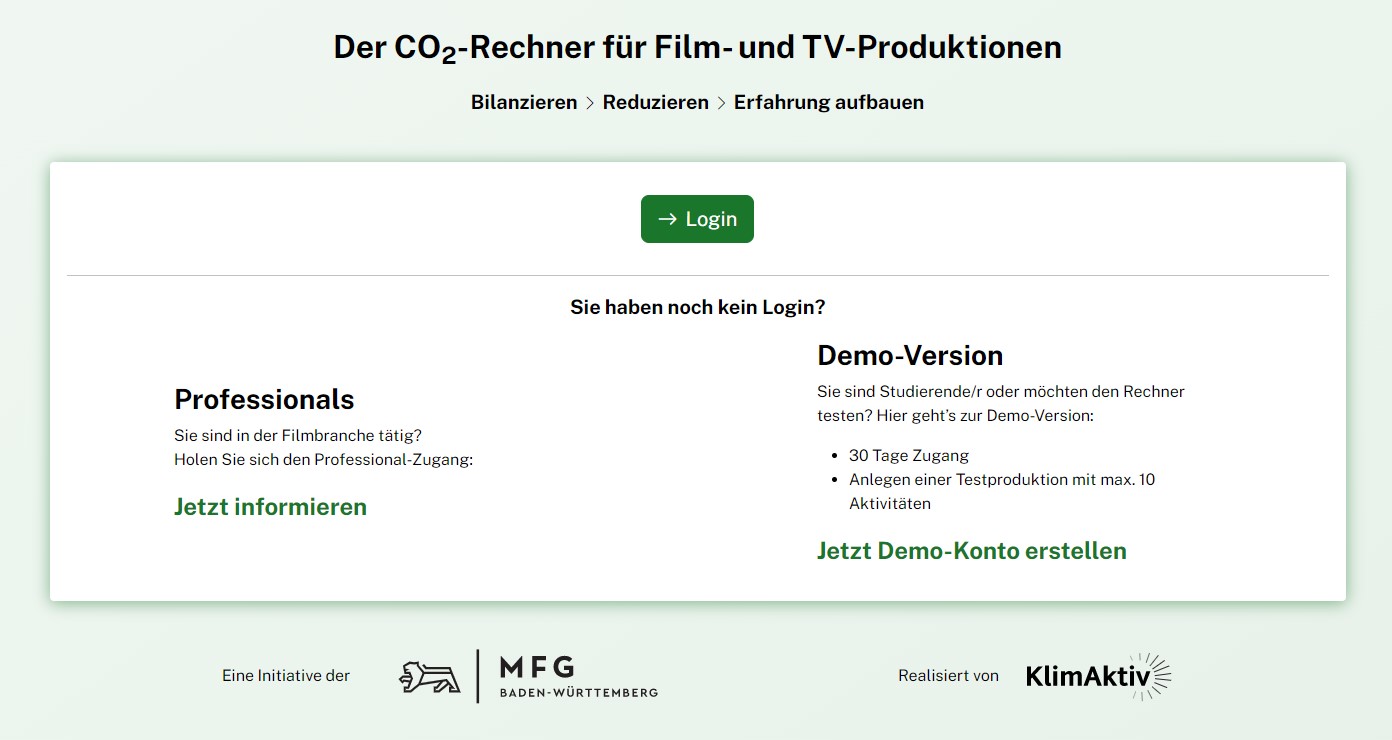 Der CO₂-Rechner für Film- und TV-Produktionen
Bilanzieren > Reduzieren > Erfahrung aufbauen
→ Login
Sie haben noch kein Login?
Professionals
Sie sind in der Filmbranche tätig?
Holen Sie sich den Professional-Zugang:
Jetzt informieren
Demo-Version
Sie sind Studierende/r oder möchten den Rechner
testen? Hier geht’s zur Demo-Version:
• 30 Tage Zugang
• Anlegen einer Testproduktion mit max. 10
Aktivitäten
Jetzt Demo-Konto erstellen
Eine Initiative der
MFG
BADEN-WÜRTTEMBERG
Realisiert von
KlimAktiv